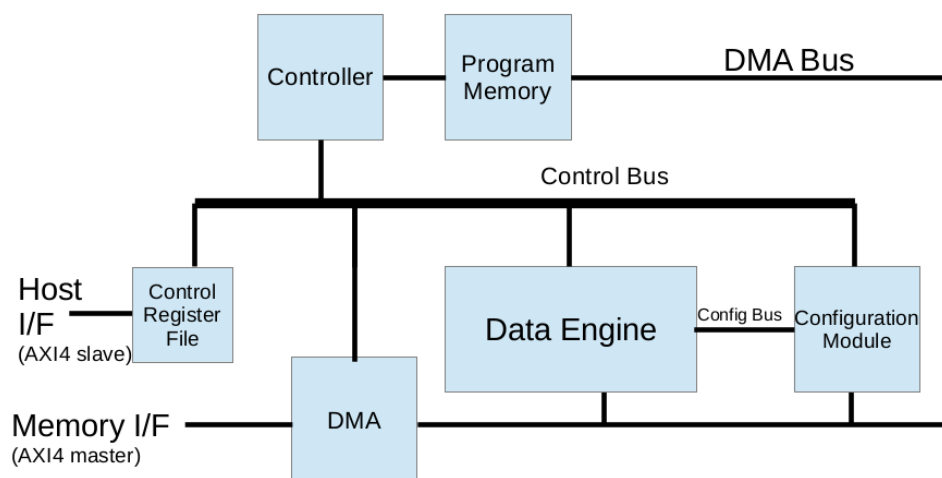 Controller
Program
Memory
DMA Bus
Control Bus
Host
I/F
(AXI4 slave)
Control
Register
File
Data Engine
Config Bus
Configuration
Module
Memory I/F
(AXI4 master)
DMA